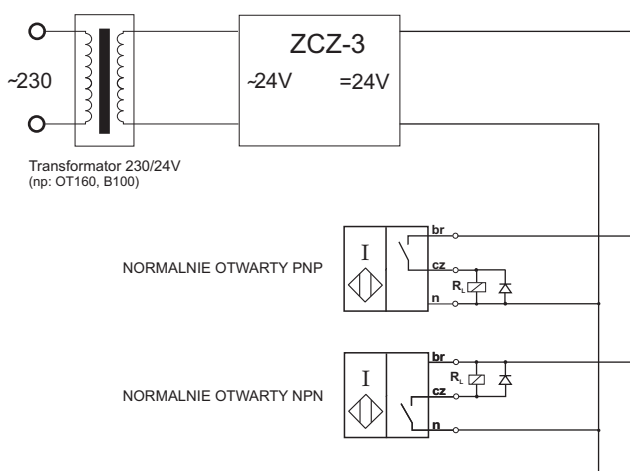 ZCZ-3
~230
~24V =24V
Transformator 230/24V
(np: OT160, B100)
NORMALNIE OTWARTY PNP
I
br
cz
n
RL
NORMALNIE OTWARTY NPN
I
br
cz
n
RL